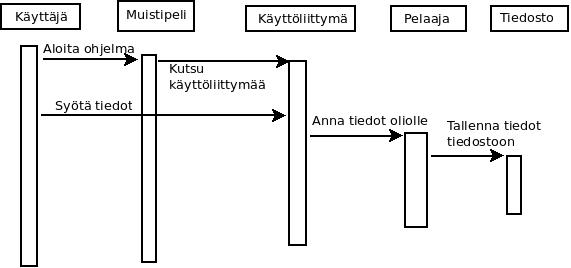 Käyttäjä
Muistipeli
Käyttöliittymä
Pelaaja
Tiedosto
Aloita ohjelma
Kutsu
käyttöliittymää
Syötä tiedot
Anna tiedot oliolle
Tallenna tiedot
tiedostoon